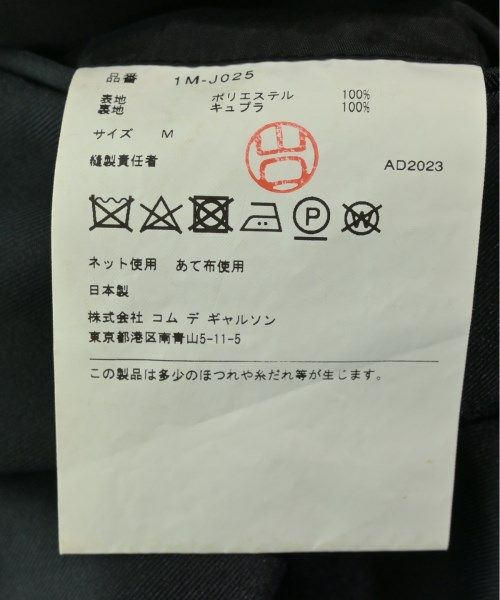 品番 1M-J025
表地 ポリエステル 100%
裏地 キュプラ 100%
サイズ M
縫製責任者
AD2023
P
W
ネット使用 あて布使用
日本製
株式会社 コム デ ギャルソン
東京都港区南青山5-11-5
この製品は多少のほつれや糸だれ等が生じます。